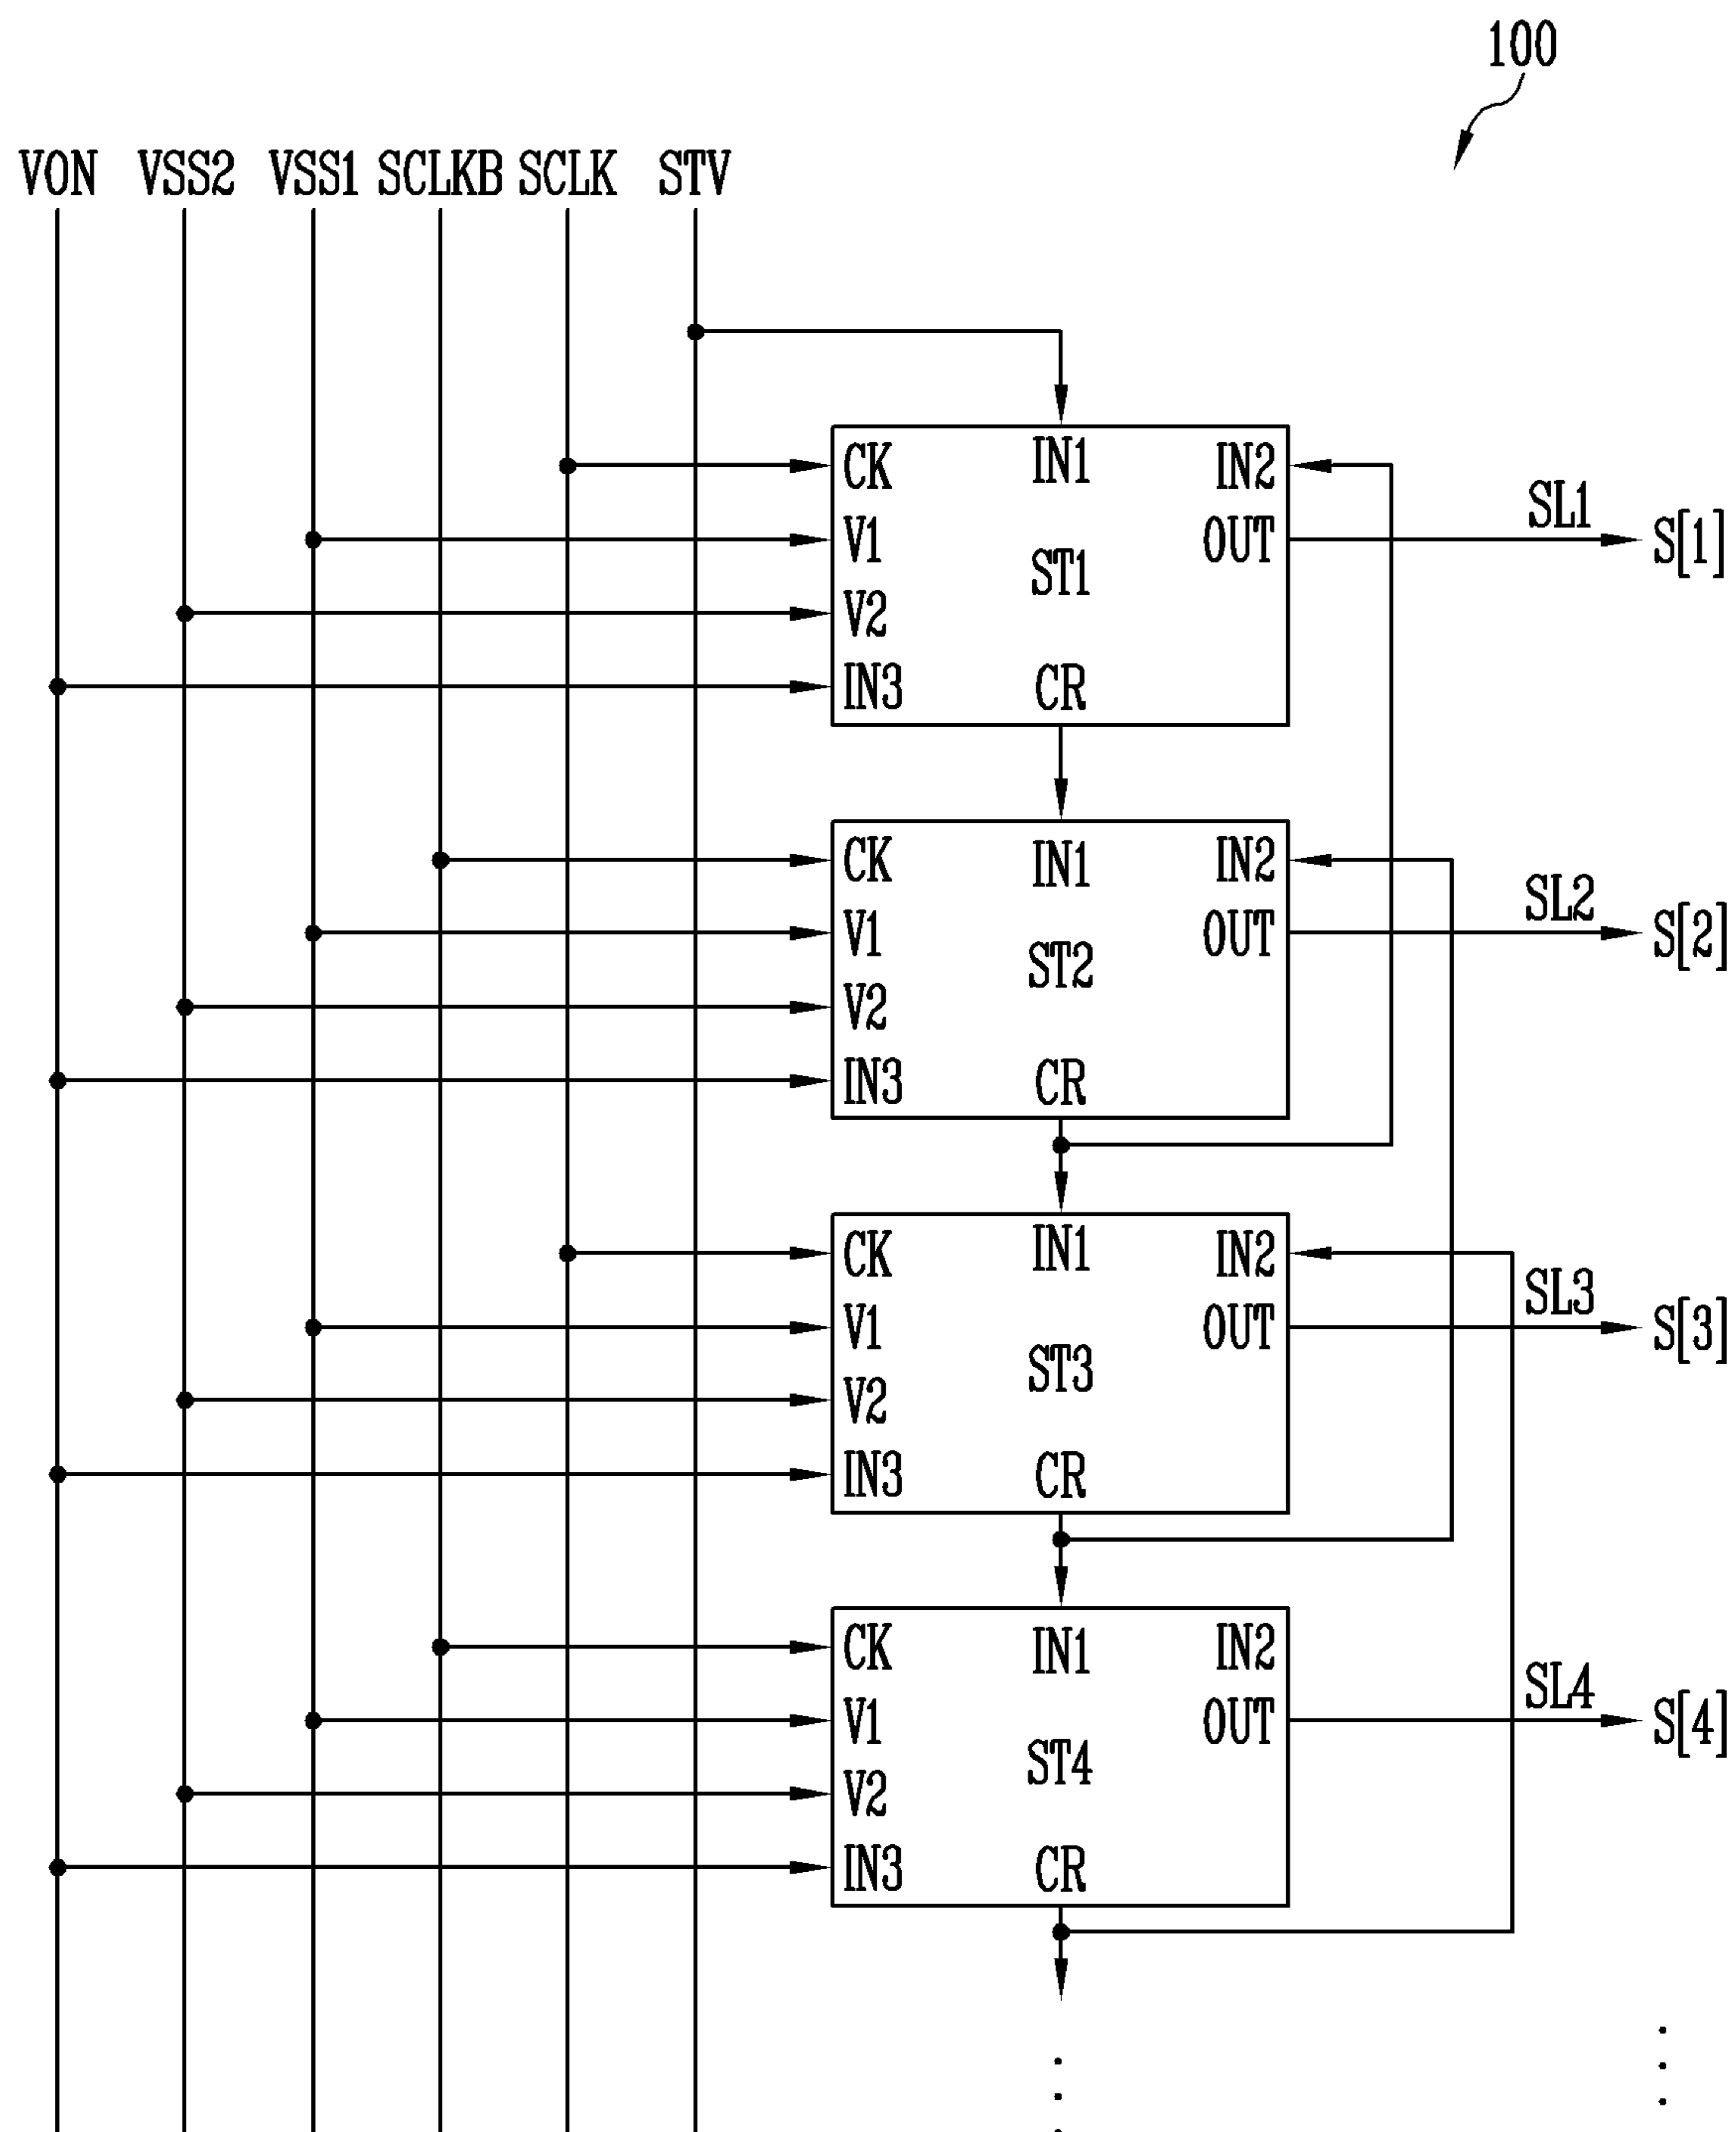 100
VON VSS2 VSS1 SCLKB SCLK STV
CK IN1 IN2
SL1
V1 OUT S[1]
ST1
V2
IN3 CR
CK IN1 IN2
SL2
V1 OUT S[2]
ST2
V2
IN3 CR
CK IN1 IN2
SL3
V1 OUT S[3]
ST3
V2
IN3 CR
CK IN1 IN2
SL4
V1 OUT S[4]
ST4
V2
IN3 CR